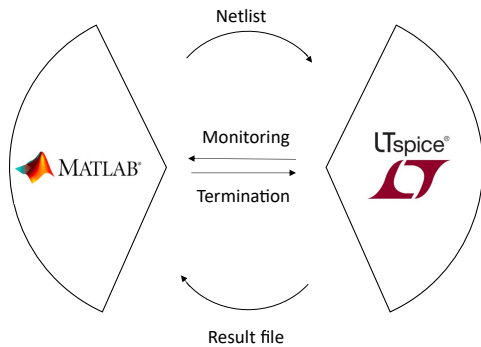 Netlist
Monitoring
MATLAB®
LTspice®
Termination
Result file